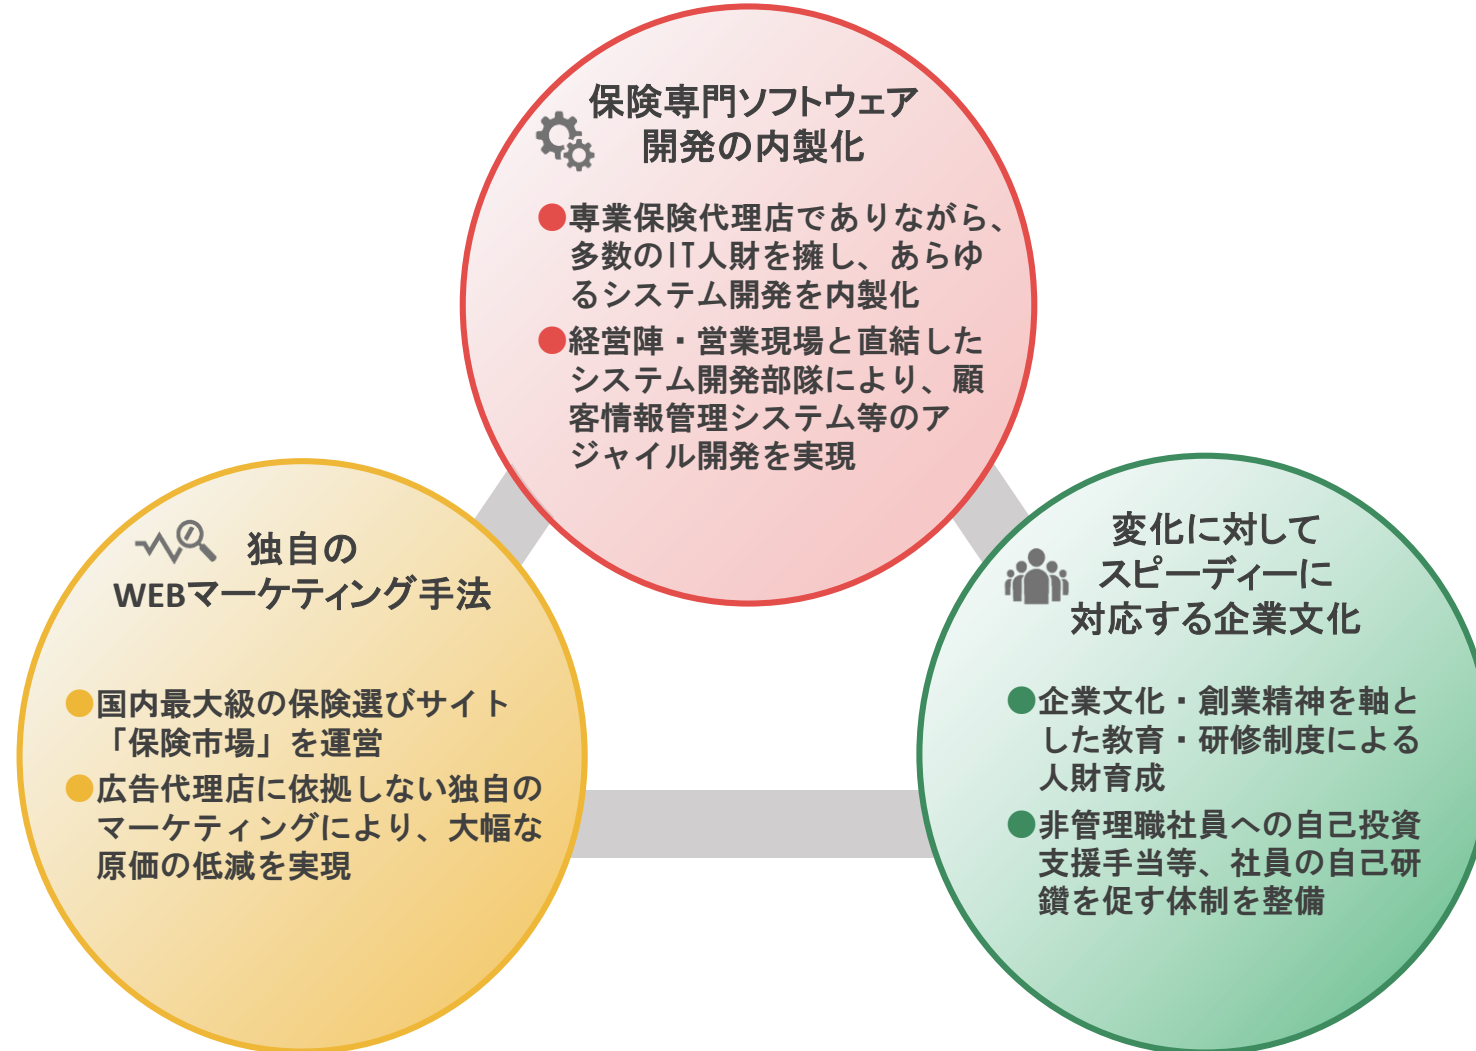 保険専門ソフトウェア
開発の内製化
●専業保険代理店でありながら、
多数のIT人財を擁し、あらゆ
るシステム開発を内製化
●経営陣・営業現場と直結した
システム開発部隊により、顧
客情報管理システム等のア
ジャイル開発を実現
独自の
WEBマーケティング手法
●国内最大級の保険選びサイト
「保険市場」を運営
●広告代理店に依拠しない独自の
マーケティングにより、大幅な
原価の低減を実現
変化に対して
スピーディーに
対応する企業文化
●企業文化・創業精神を軸と
した教育・研修制度による
人財育成
●非管理職社員への自己投資
支援手当等、社員の自己研
鑽を促す体制を整備